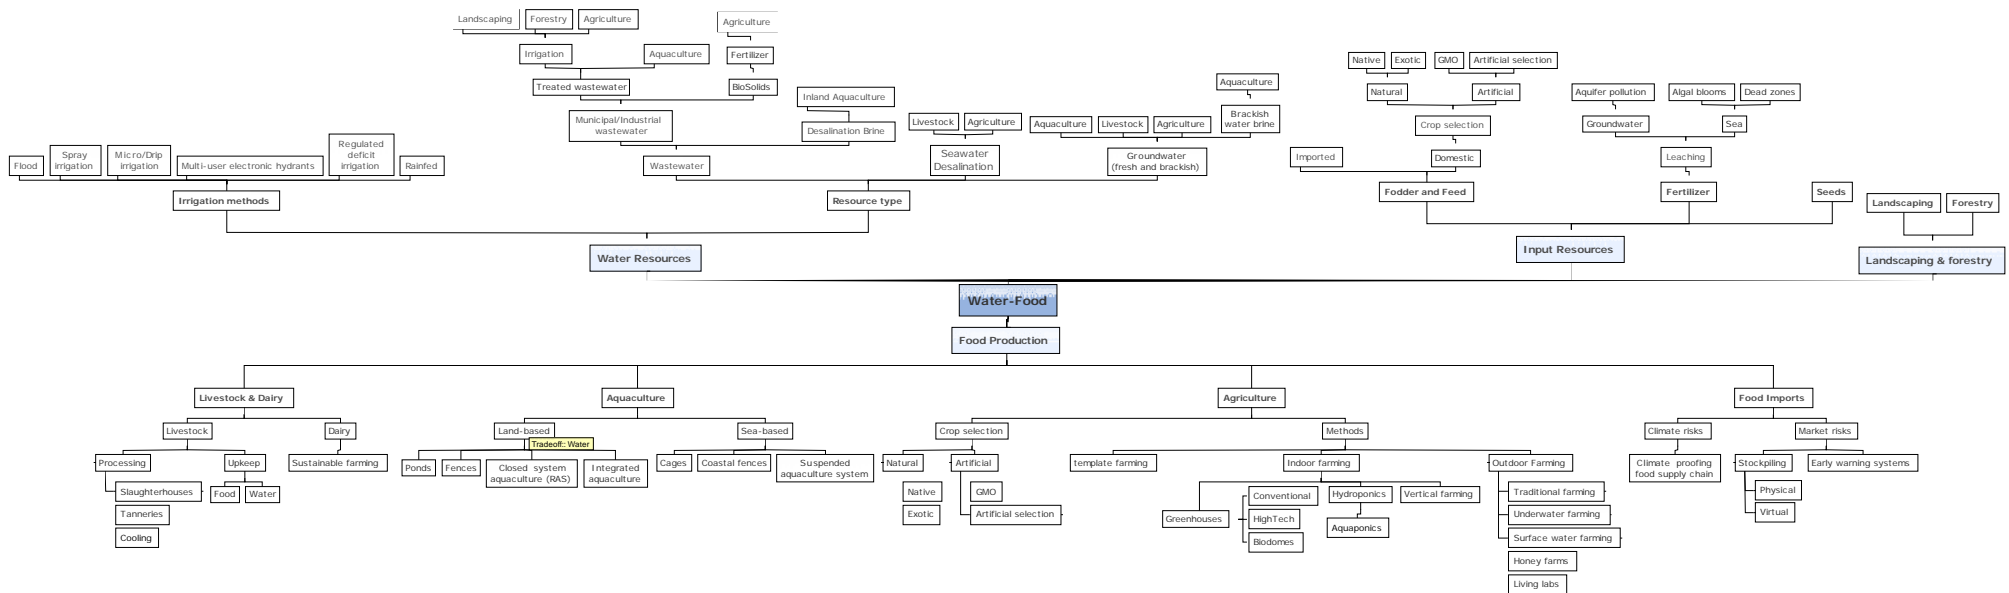 Landscaping
Forestry
Agriculture
Agriculture
Irrigation
Aquaculture
Fertilizer
Native
Exotic
GMO
Artificial selection
Treated wastewater
BioSolids
Aquaculture
Natural
Artificial
Aquifer pollution
Algal blooms
Dead zones
Inland Aquaculture
Municipal/Industrial
wastewater
Desalination Brine
Livestock
Agriculture
Aquaculture
Livestock
Agriculture
Brackish
water brine
Crop selection
Groundwater
Sea
Flood
Spray
irrigation
Micro/Drip
irrigation
Multi-user electronic hydrants
Regulated
deficit
irrigation
Rainfed
Wastewater
Seawater
Desalination
Groundwater
(fresh and brackish)
Imported
Domestic
Leaching
Irrigation methods
Resource type
Fodder and Feed
Fertilizer
Seeds
Landscaping
Forestry
Water Resources
Input Resources
Landscaping & forestry
Water-Food
Food Production
Livestock & Dairy
Aquaculture
Agriculture
Food Imports
Livestock
Dairy
Land-based
Tradeoff:: Water
Sea-based
Crop selection
Methods
Climate risks
Market risks
Processing
Upkeep
Sustainable farming
Ponds
Fences
Closed system
aquaculture (RAS)
Integrated
aquaculture
Cages
Coastal fences
Suspended
aquaculture system
Natural
Artificial
template farming
Indoor farming
Outdoor Farming
Climate proofing
food supply chain
Stockpiling
Early warning systems
Slaughterhouses
Food
Water
Native
GMO
Conventional
Hydroponics
Vertical farming
Traditional farming
Physical
Tanneries
Exotic
Artificial selection
Greenhouses
HighTech
Aquaponics
Underwater farming
Virtual
Cooling
Biodomes
Surface water farming
Honey farms
Living labs